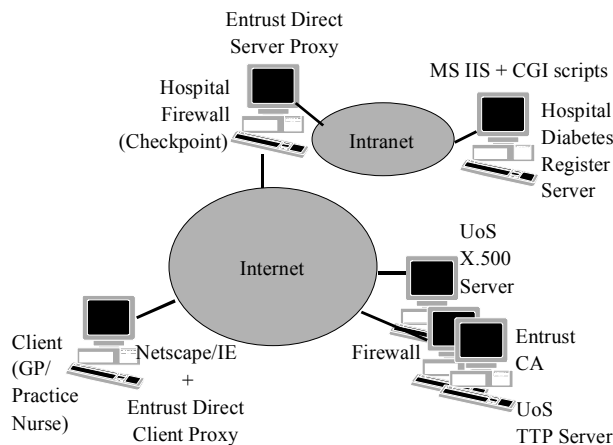 Entrust Direct
Server Proxy
MS IIS + CGI scripts
Hospital
Firewall
(Checkpoint)
Intranet
Hospital
Diabetes
Register
Server
Internet
UoS
X.500
Server
Client
(GP/
Practice
Nurse)
Netscape/IE
+
Entrust Direct
Client Proxy
Firewall
Entrust
CA
UoS
TTP Server